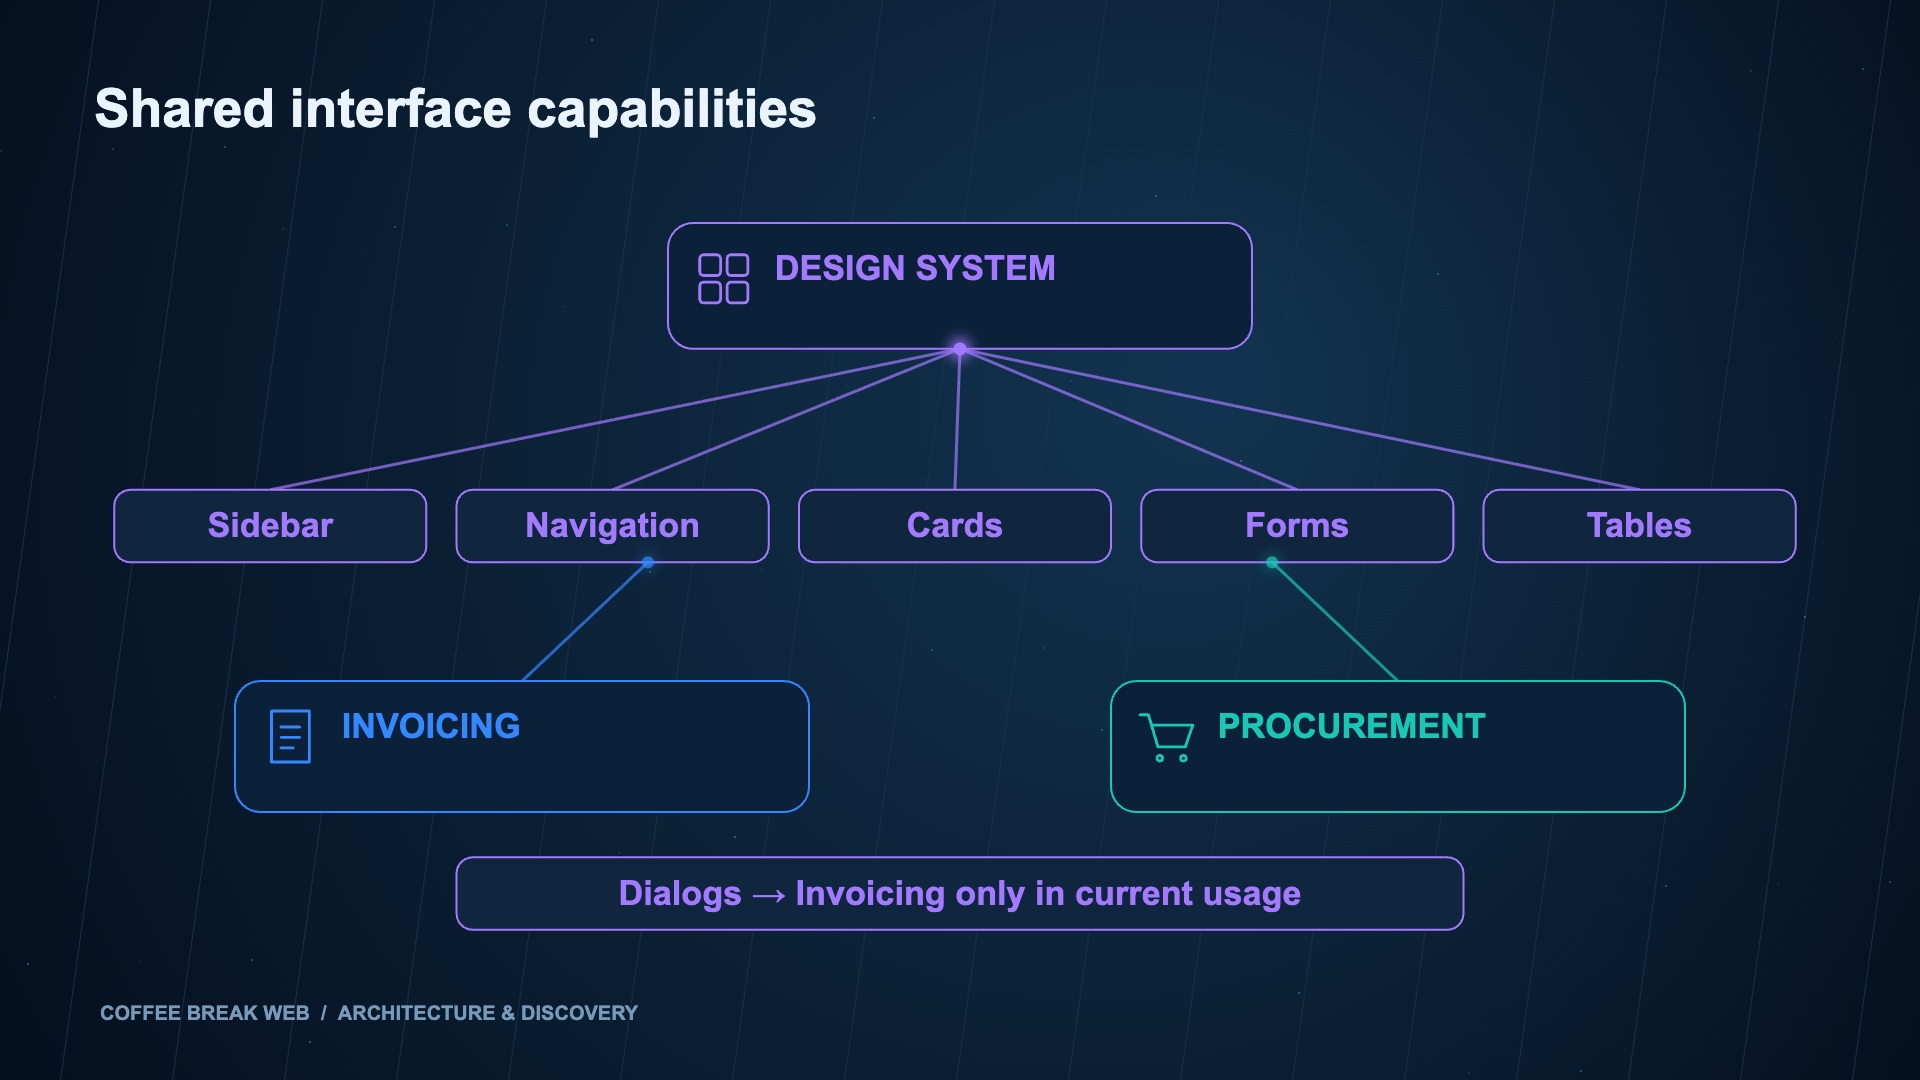 Shared interface capabilities
DESIGN SYSTEM
Sidebar
Navigation
Cards
Forms
Tables
INVOICING
PROCUREMENT
Dialogs → Invoicing only in current usage
COFFEE BREAK WEB / ARCHITECTURE & DISCOVERY